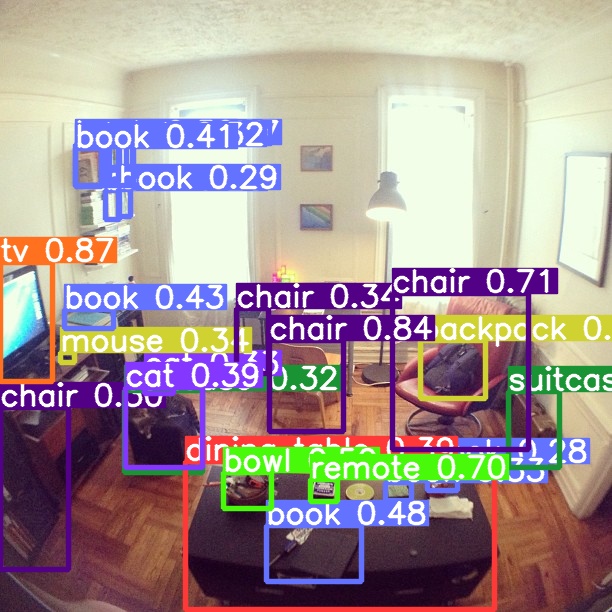 book 0.41
book 0.29
tv 0.87
book 0.43
chair 0.34
chair 0.71
mouse 0.34
chair 0.84
backpack 0.
cat 0.39
0.32
suitcas
chair 0.50
dining table 0.39
0.28
bowl
remote 0.70
book 0.48